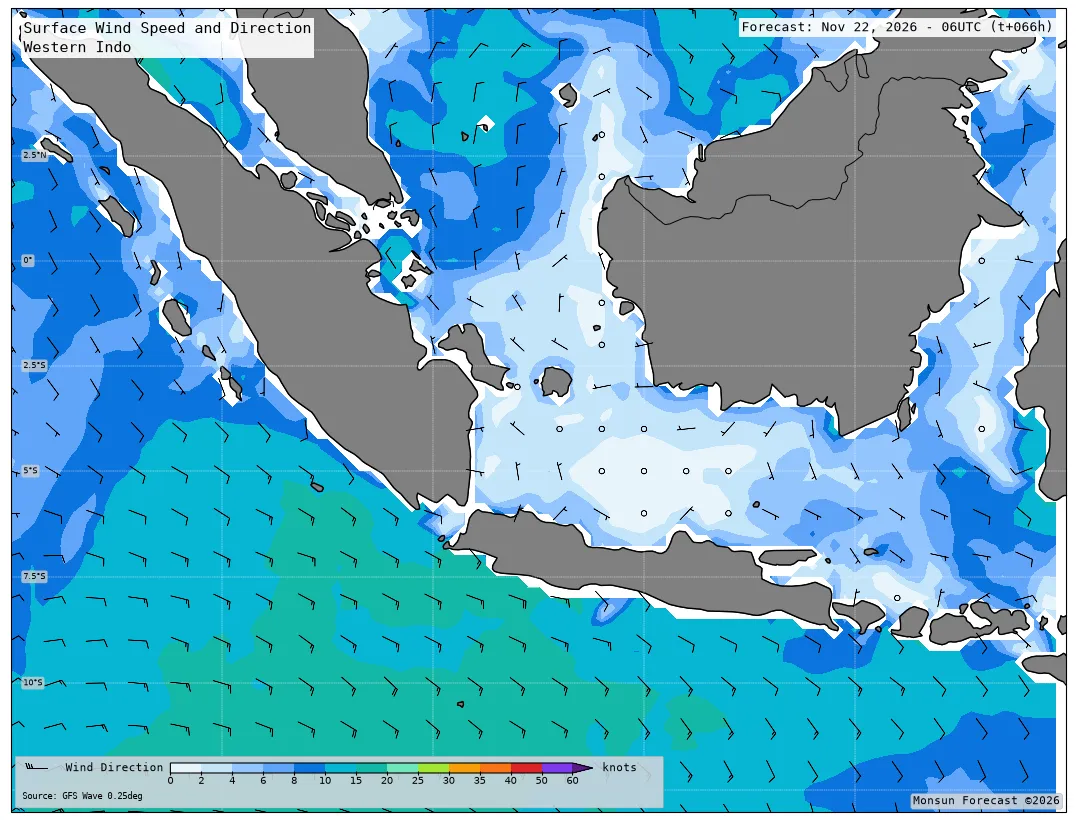 Surface Wind Speed and Direction
Western Indo
Forecast: Nov 22, 2026 - 06UTC (t+066h)
2.5°N
0°
2.5°S
5°S
7.5°S
10°S
Wind Direction
0 2 4 6 8 10 15 20 25 30 35 40 50 60
knots
Source: GFS Wave 0.25deg
Monsun Forecast ©2026